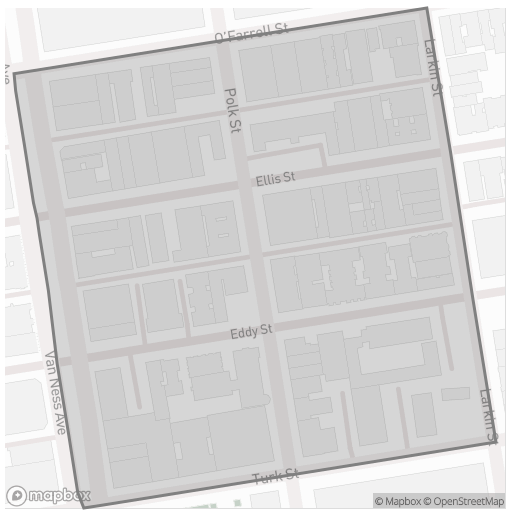 O'Farrell St
Larkin St
Polk St
Ellis St
Eddy St
Van Ness Ave
Larkin St
Turk St
mapbox
© Mapbox © OpenStreetMap